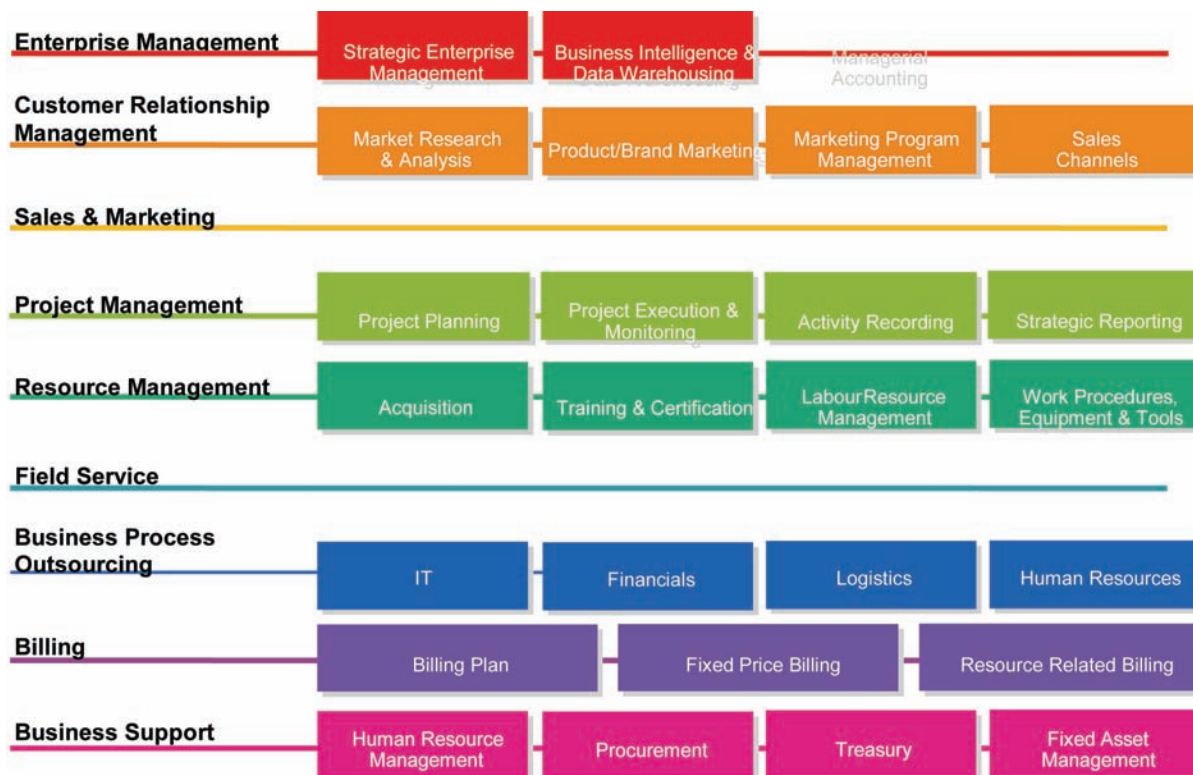 Enterprise Management
Strategic Enterprise
Management
Business Intelligence &
Data Warehousing
Managerial
Accounting
Customer Relationship
Management
Market Research
& Analysis
Product/Brand Marketing
Marketing Program
Management
Sales
Channels
Sales & Marketing
Project Management
Project Planning
Project Execution &
Monitoring
Activity Recording
Strategic Reporting
Resource Management
Acquisition
Training & Certification
LabourResource
Management
Work Procedures,
Equipment & Tools
Field Service
Business Process
Outsourcing
IT
Financials
Logistics
Human Resources
Billing
Billing Plan
Fixed Price Billing
Resource Related Billing
Business Support
Human Resource
Management
Procurement
Treasury
Fixed Asset
Management